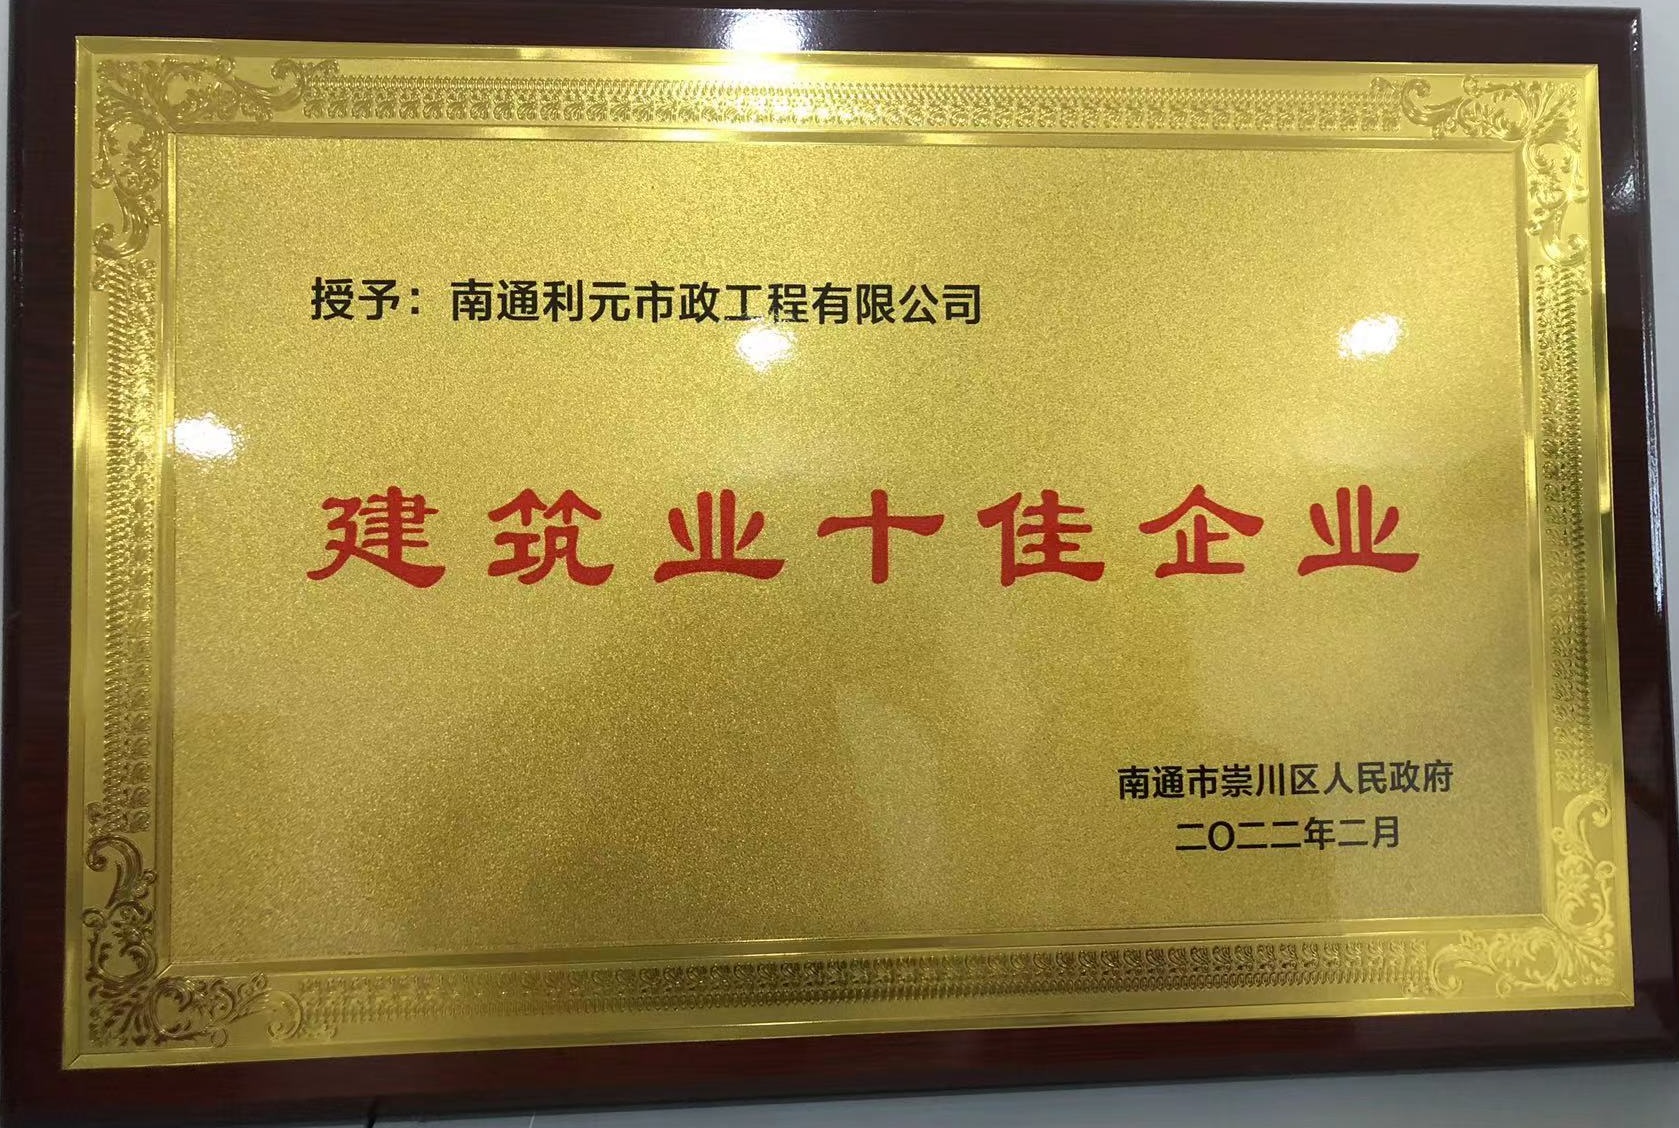 授予：南通利元市政工程有限公司
建筑业十佳企业
南通市崇川区人民政府
二〇二二年二月